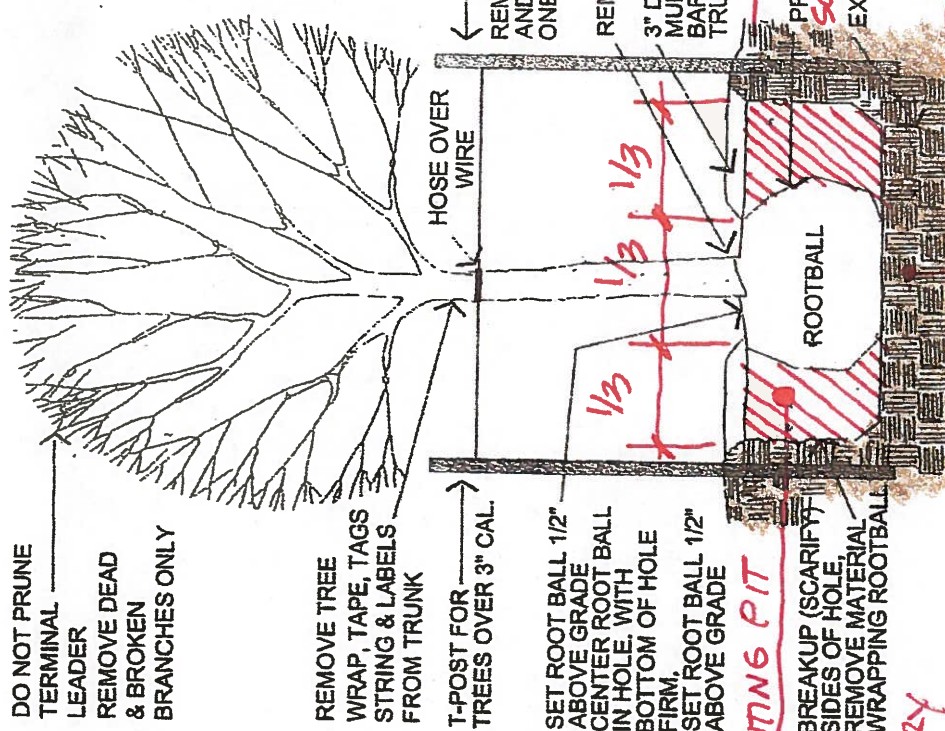 DO NOT PRUNE
TERMINAL
LEADER
REMOVE DEAD
& BROKEN
BRANCHES ONLY
REMOVE TREE
WRAP, TAPE, TAGS
STRING & LABELS
FROM TRUNK
T-POST FOR
TREES OVER 3" CAL.
SET ROOT BALL 1/2"
ABOVE GRADE
CENTER ROOT BALL
IN HOLE. WITH
BOTTOM OF HOLE
FIRM.
SET ROOT BALL 1/2"
ABOVE GRADE
PIT
BREAKUP (SCARIFY)
SIDES OF HOLE,
REMOVE MATERIAL
WRAPPING ROOTBALL
HOSE OVER
WIRE
1/3
1/3
1/3
ROOTBALL
AND
3"